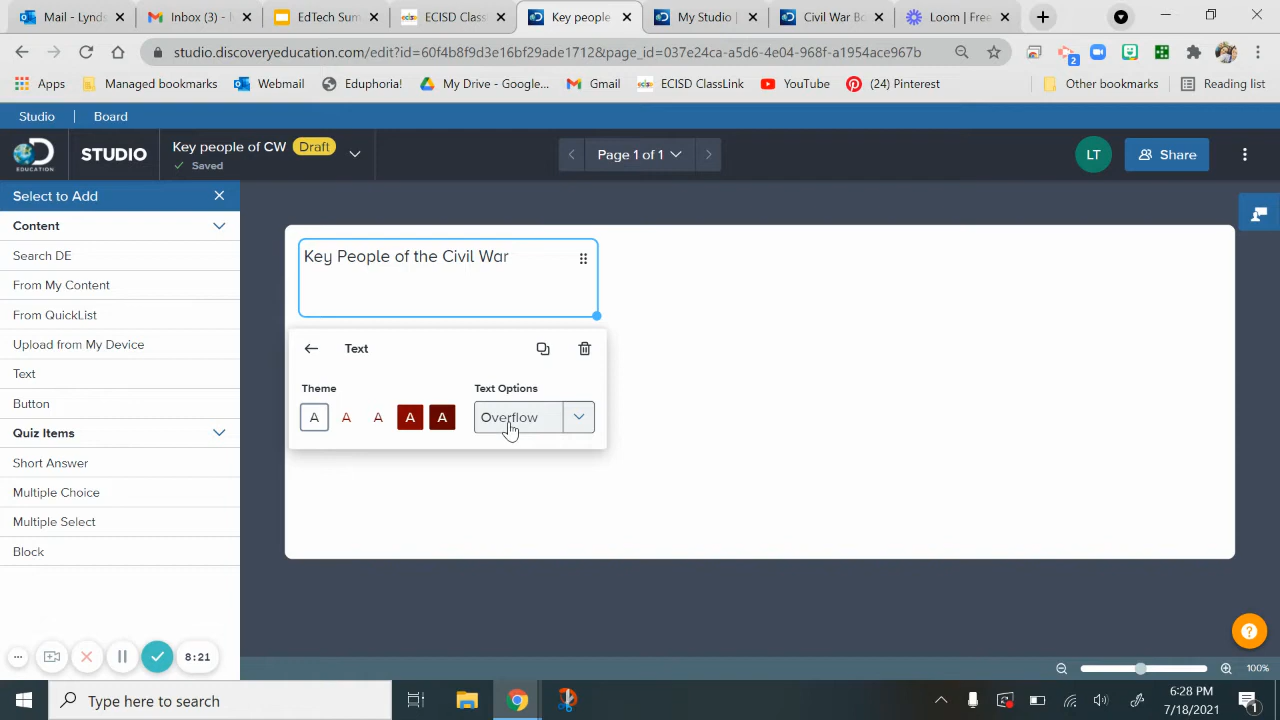 Mail - Lynds
Inbox (3) - l
EdTech Sum
ECISD Class
Key people
My Studio |
Civil War Bo
Loom | Free
studio.discoveryeducation.com/edit?id=60f4b8f9d3e16bf29ade1712&page_id=037e24ca-a5d6-4e04-968f-a1954ace967b
2
Apps
Managed bookmarks
Webmail
Eduphoria!
My Drive - Google...
Gmail
ECISD ClassLink
YouTube
(24) Pinterest
Other bookmarks
Reading list
Studio
Board
EDUCATION
STUDIO
Key people of CW
Draft
Saved
Page 1 of 1
LT
Share
Select to Add
Content
Search DE
From My Content
From QuickList
Upload from My Device
Text
Button
Quiz Items
Short Answer
Multiple Choice
Multiple Select
Block
Key People of the Civil War
Text
Theme
Text Options
A A A A A
Overflow
8:21
?
100%
Type here to search
6:28 PM
7/18/2021
1